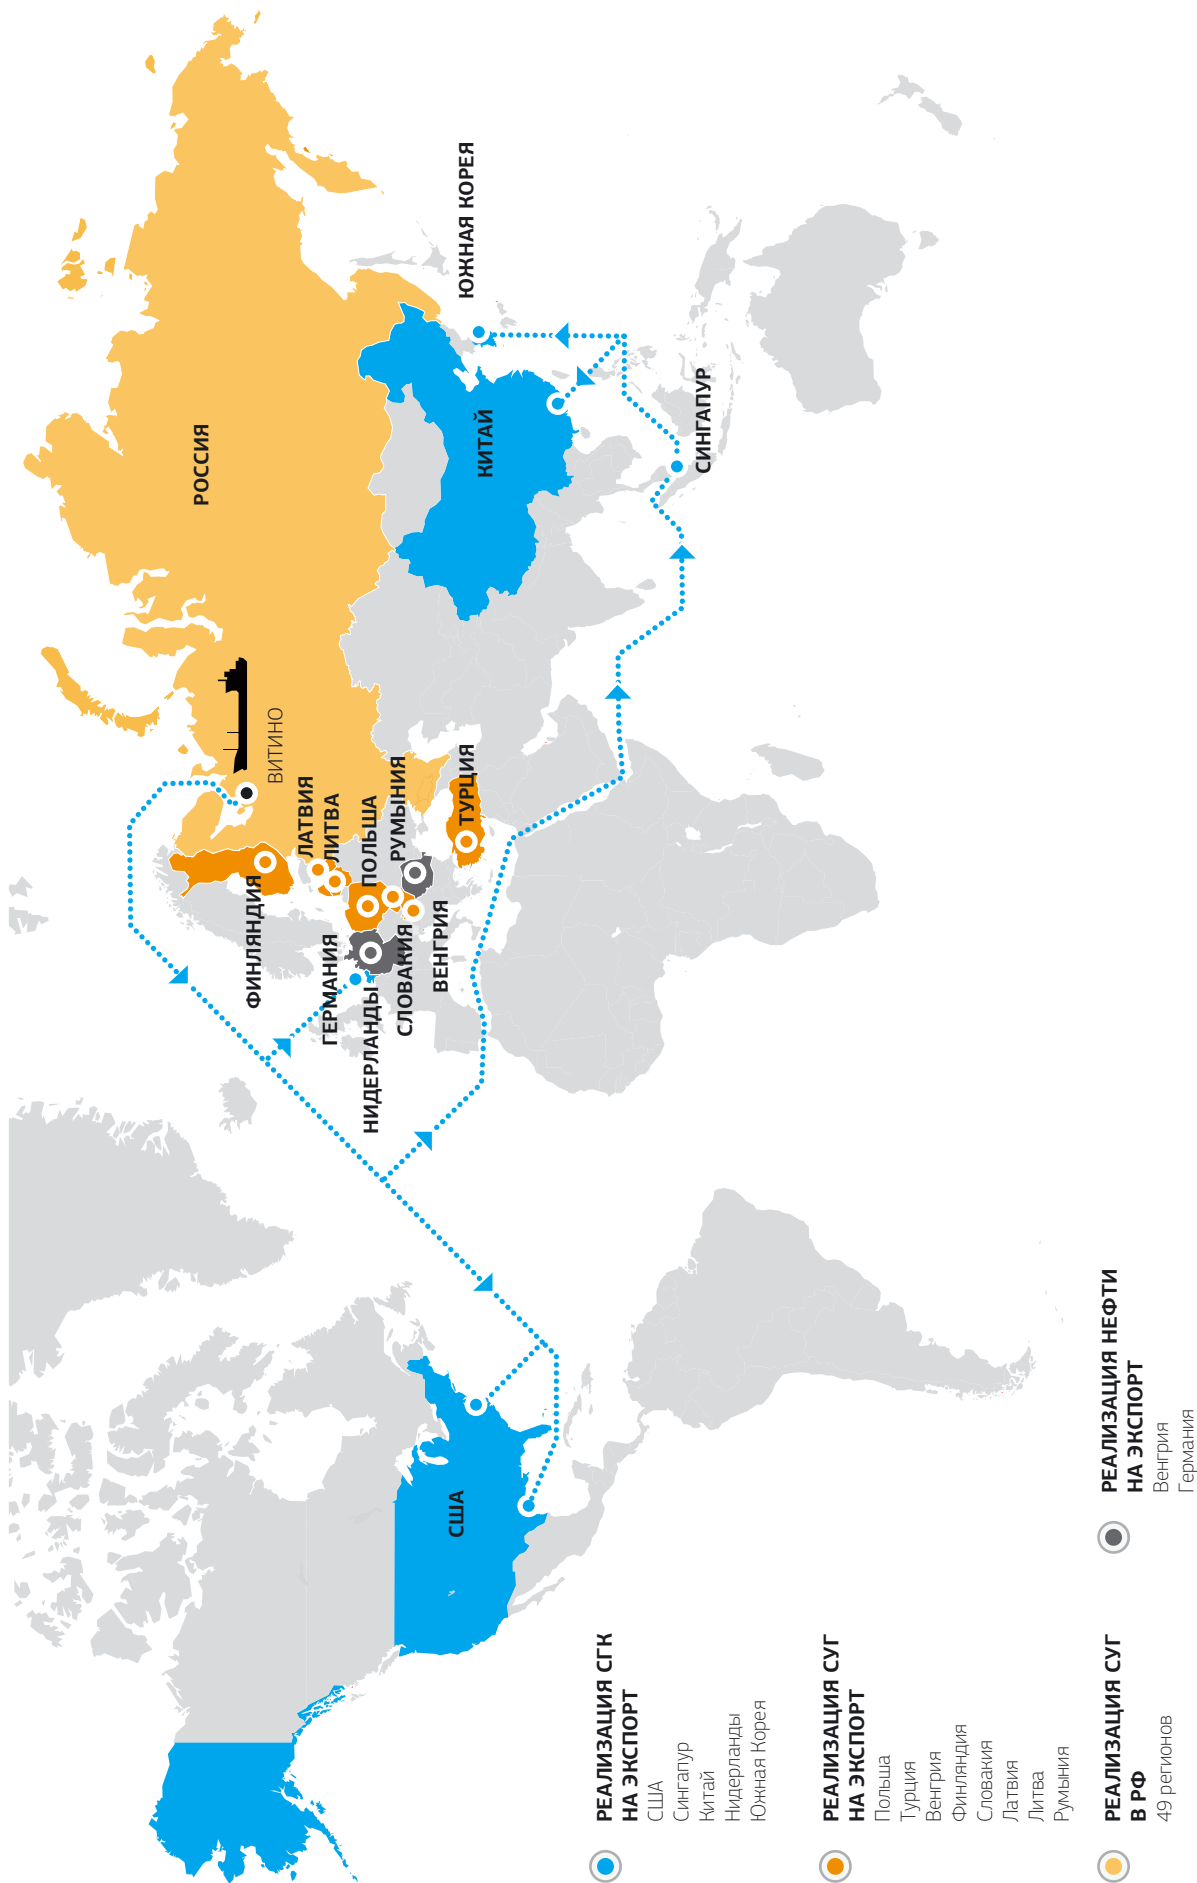 РОССИЯ
ВИТИНО
ФИНЛЯНДИЯ
ЛАТВИЯ
ЛИТВА
ПОЛЬША
РУМЫНИЯ
ТУРЦИЯ
ГЕРМАНИЯ
НИДЕРЛАНДЫ
СЛОВАКИЯ
ВЕНГРИЯ
ЮЖНАЯ КОРЕЯ
КИТАЙ
СИНГАПУР
США
РЕАЛИЗАЦИЯ СГК
НА ЭКСПОРТ
США
Сингапур
Китай
Нидерланды
Южная Корея
РЕАЛИЗАЦИЯ СУГ
НА ЭКСПОРТ
Польша
Турция
Венгрия
Финляндия
Словакия
Латвия
Литва
Румыния
РЕАЛИЗАЦИЯ СУГ
В РФ
49 регионов
РЕАЛИЗАЦИЯ НЕФТИ
НА ЭКСПОРТ
Венгрия
Германия